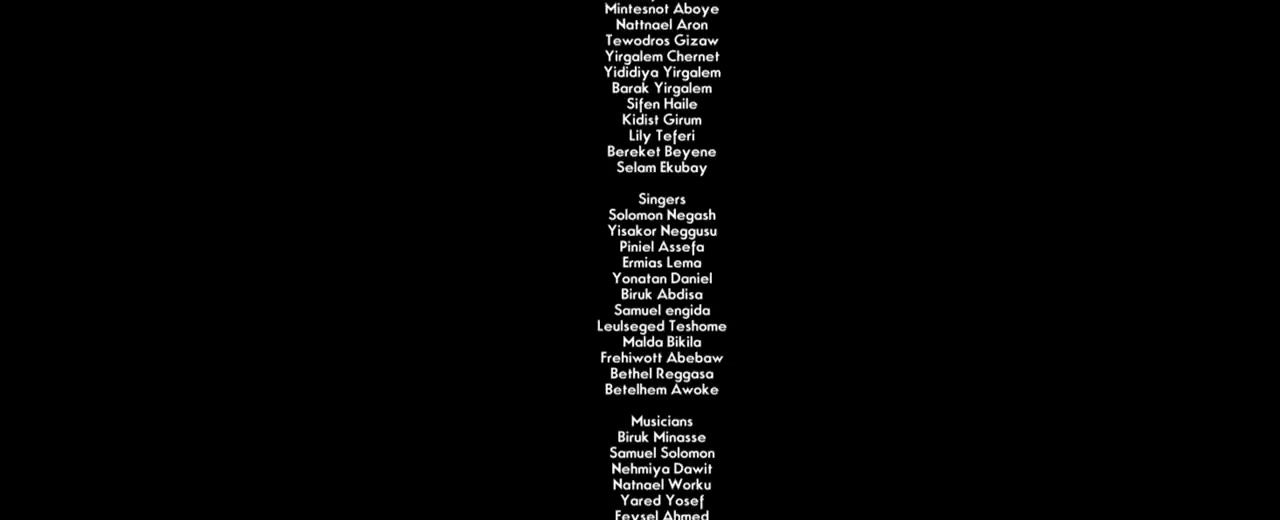 Mintesnot Aboye
Nattnael Aron
Tewodros Gizaw
Yirgalem Chernet
Yididiya Yirgalem
Barak Yirgalem
Sifen Haile
Kidist Girum
Lily Teferi
Bereket Beyene
Selam Ekubay
Singers
Solomon Negash
Yisakor Neggusu
Piniel Assefa
Ermias Lema
Yonatan Daniel
Biruk Abdisa
Samuel engida
Leulseged Teshome
Malda Bikila
Frehiwott Abebaw
Bethel Reggasa
Betelhem Awoke
Musicians
Biruk Minasse
Samuel Solomon
Nehmiya Dawit
Natnael Worku
Yared Yosef
Feysel Ahmed